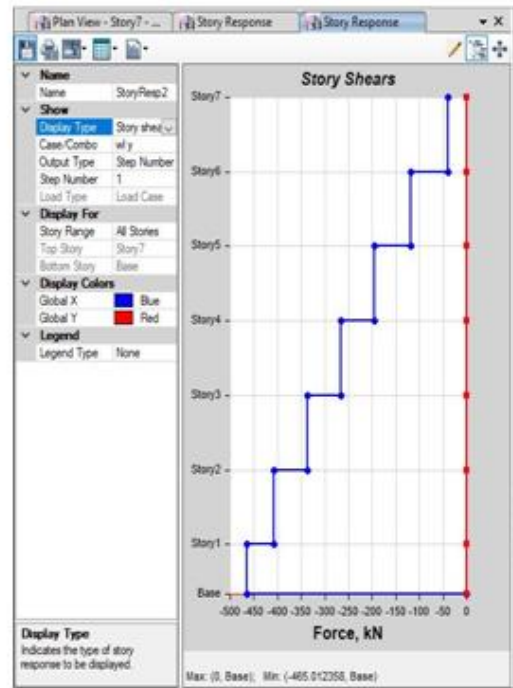 Plan View - Story7 - ...
Story Response
Story Response
Name
Name StoryResp2
Show
Display Type Story shea
Case/Combo wl y
Output Type Step Number
Step Number 1
Load Type Load Case
Display For
Story Range All Stories
Top Story Story7
Bottom Story Base
Display Colors
Global X Blue
Global Y Red
Legend
Legend Type None
Display Type
Indicates the type of story
response to be displayed.
Story Shears
Story7
Story6
Story5
Story4
Story3
Story2
Story1
Base
-500 -450 -400 -350 -300 -250 -200 -150 -100 -50 0
Force, kN
Max: (0, Base); Min: (-465.012358, Base)